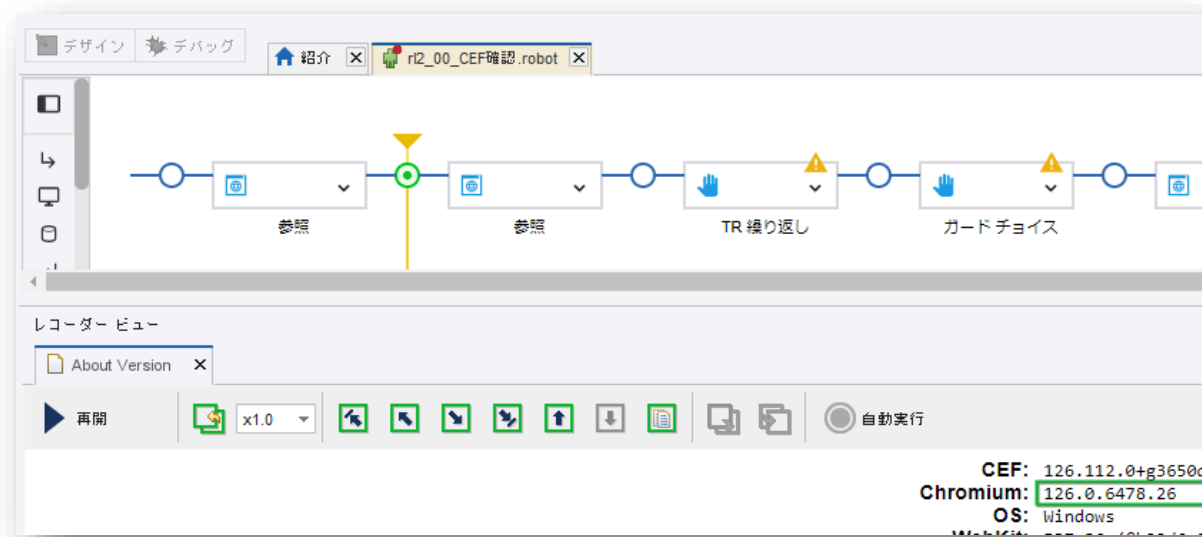 デザイン デバッグ
紹介 rl2_00_CEF確認.robot
参照 参照 TR 繰り返し ガード チョイス
レコーダー ビュー
About Version
再開 x1.0 自動実行
CEF: 126.112.0+g3650
Chromium: 126.0.6478.26
OS: Windows
WebKit: